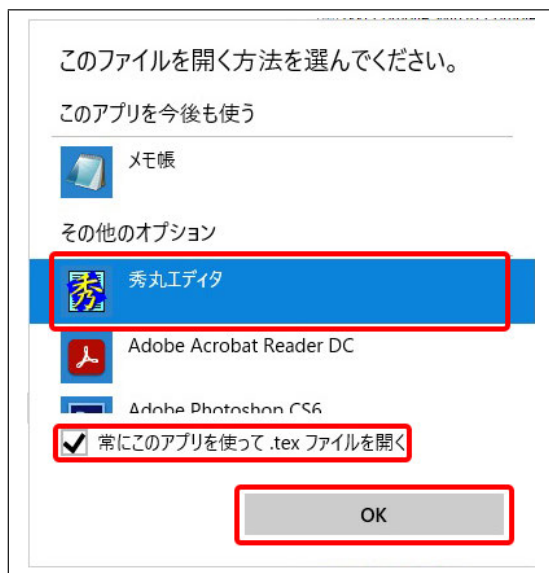 このファイルを開く方法を選んでください。
このアプリを今後も使う
メモ帳
その他のオプション
秀
秀丸エディタ
Adobe Acrobat Reader DC
Adobe Photoshop CS6
常にこのアプリを使って .tex ファイルを開く
OK